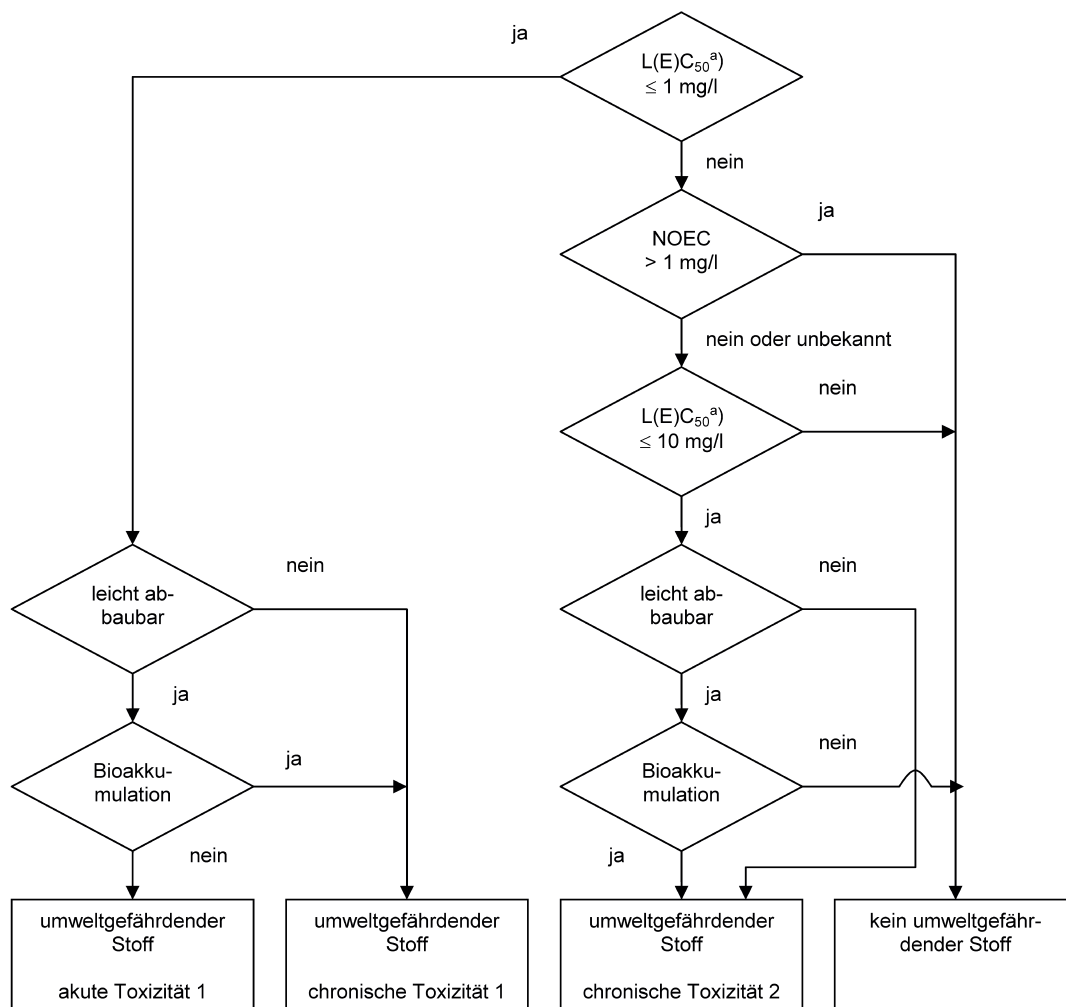 ja
L(E)C₅₀ᵃ)
≤ 1 mg/l
nein
NOEC
> 1 mg/l
ja
nein oder unbekannt
L(E)C₅₀ᵃ)
≤ 10 mg/l
nein
ja
leicht ab-
baubar
nein
leicht ab-
baubar
nein
ja
ja
Bioakku-
mulation
ja
Bioakku-
mulation
nein
nein
ja
umweltgefährdender
Stoff
akute Toxizität 1
umweltgefährdender
Stoff
chronische Toxizität 1
umweltgefährdender
Stoff
chronische Toxizität 2
kein umweltgefähr-
dender Stoff